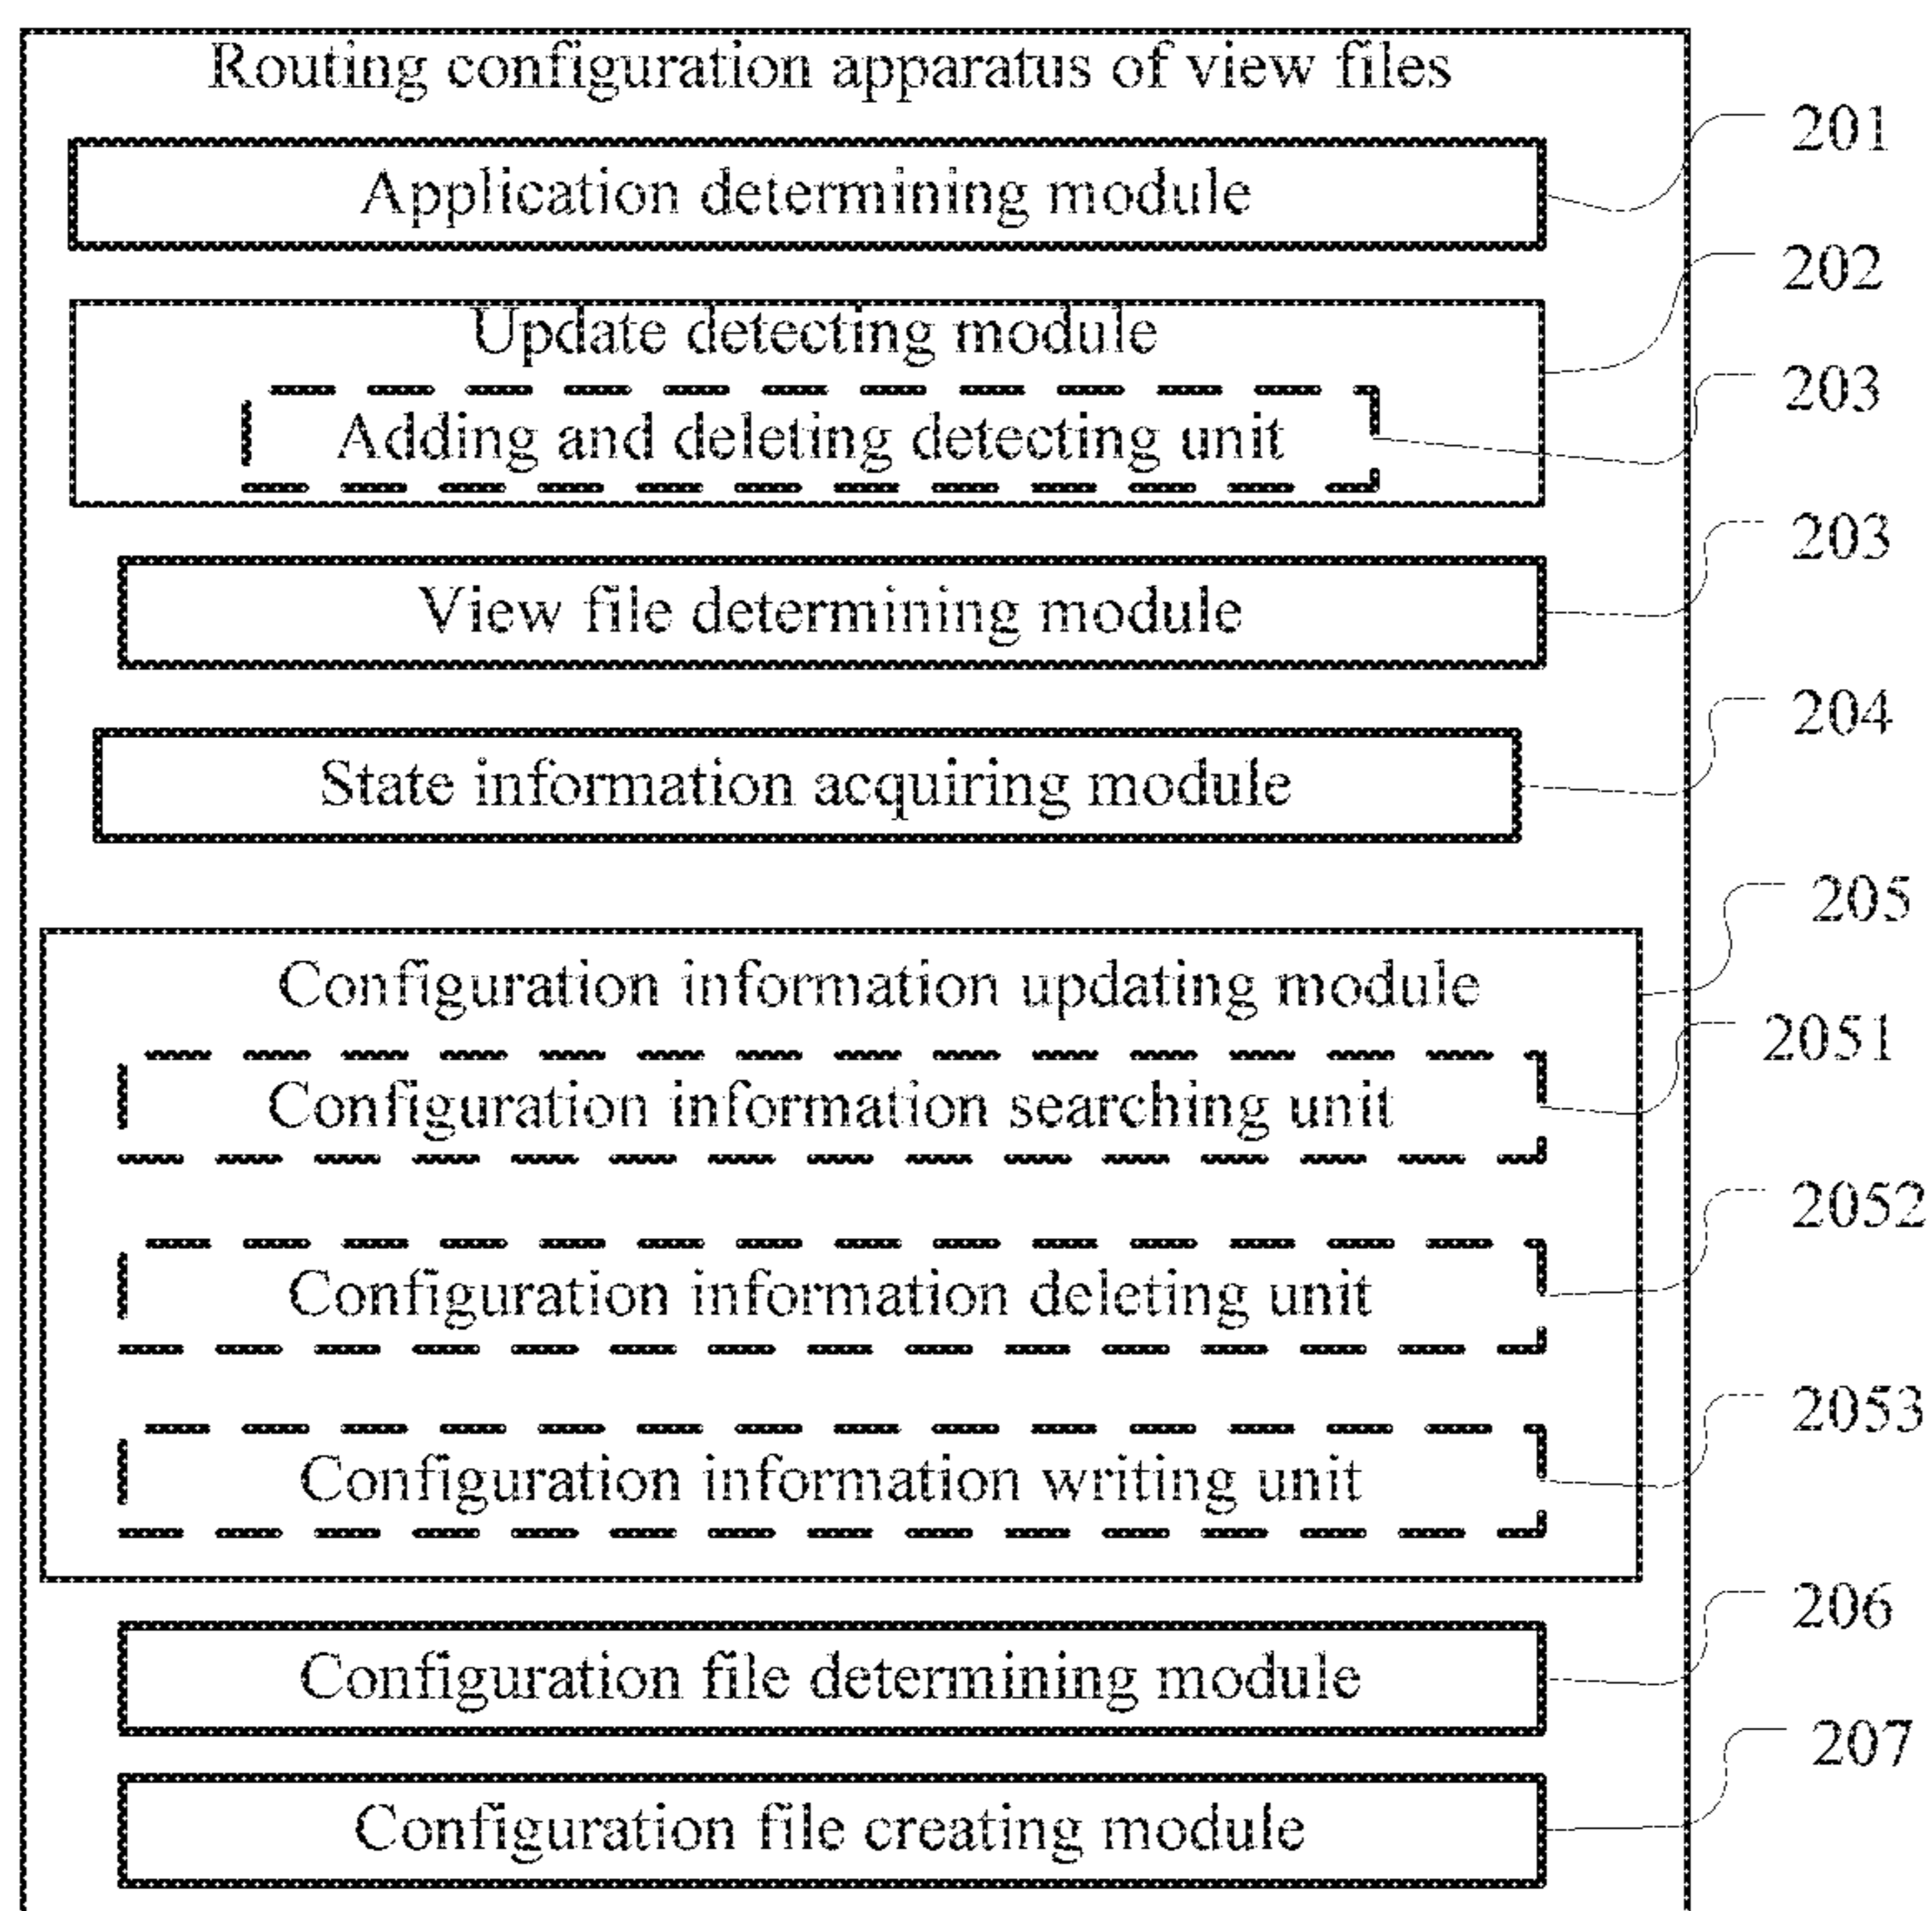 Routing configuration apparatus of view files
201
Application determining module
202
Update detecting module
203
Adding and deleting detecting unit
203
View file determining module
204
State information acquiring module
205
Configuration information updating module
2051
Configuration information searching unit
2052
Configuration information deleting unit
2053
Configuration information writing unit
206
Configuration file determining module
207
Configuration file creating module